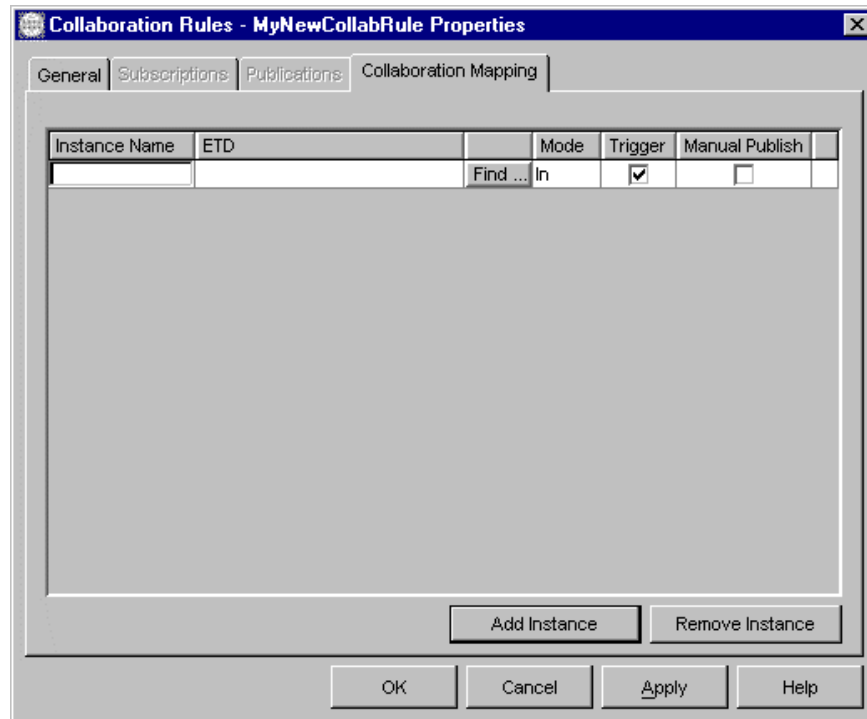 Collaboration Rules - MyNewCollabRule Properties
General Subscriptions Publications Collaboration Mapping
Instance Name ETD Mode Trigger Manual Publish
Find ... In
Add Instance Remove Instance
OK Cancel Apply Help